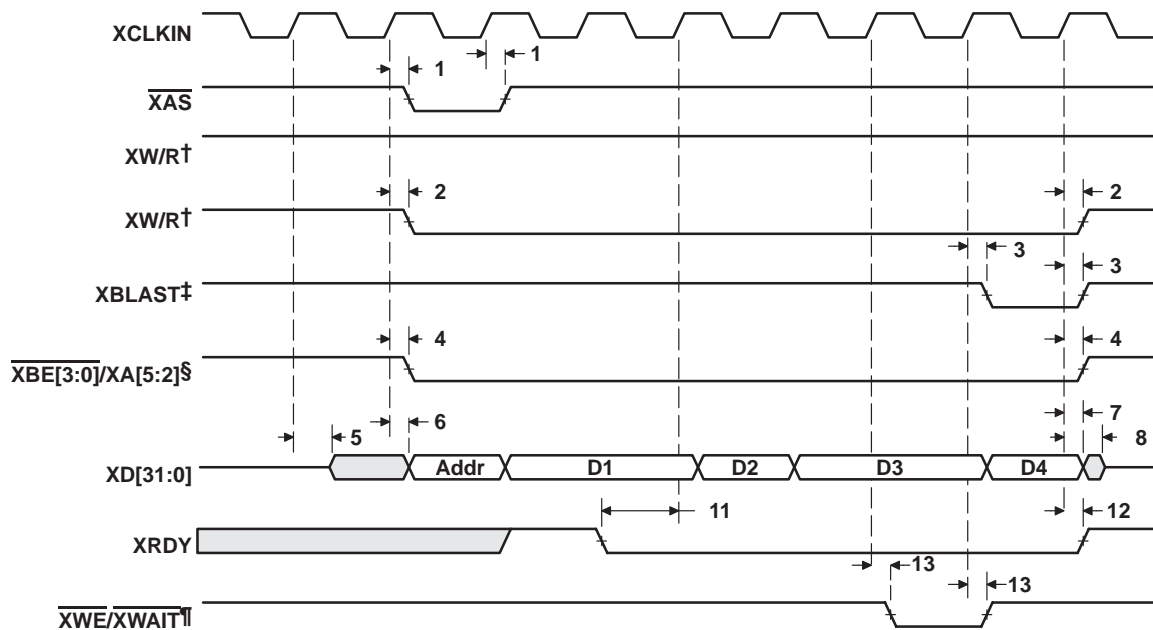 XCLKIN
1
1
XAS
XW/R†
2
2
XW/R†
3
3
XBLAST‡
4
4
XBE[3:0]/XA[5:2]§
5
6
7
8
XD[31:0]
Addr
D1
D2
D3
D4
11
12
XRDY
13
13
XWE/XWAIT¶